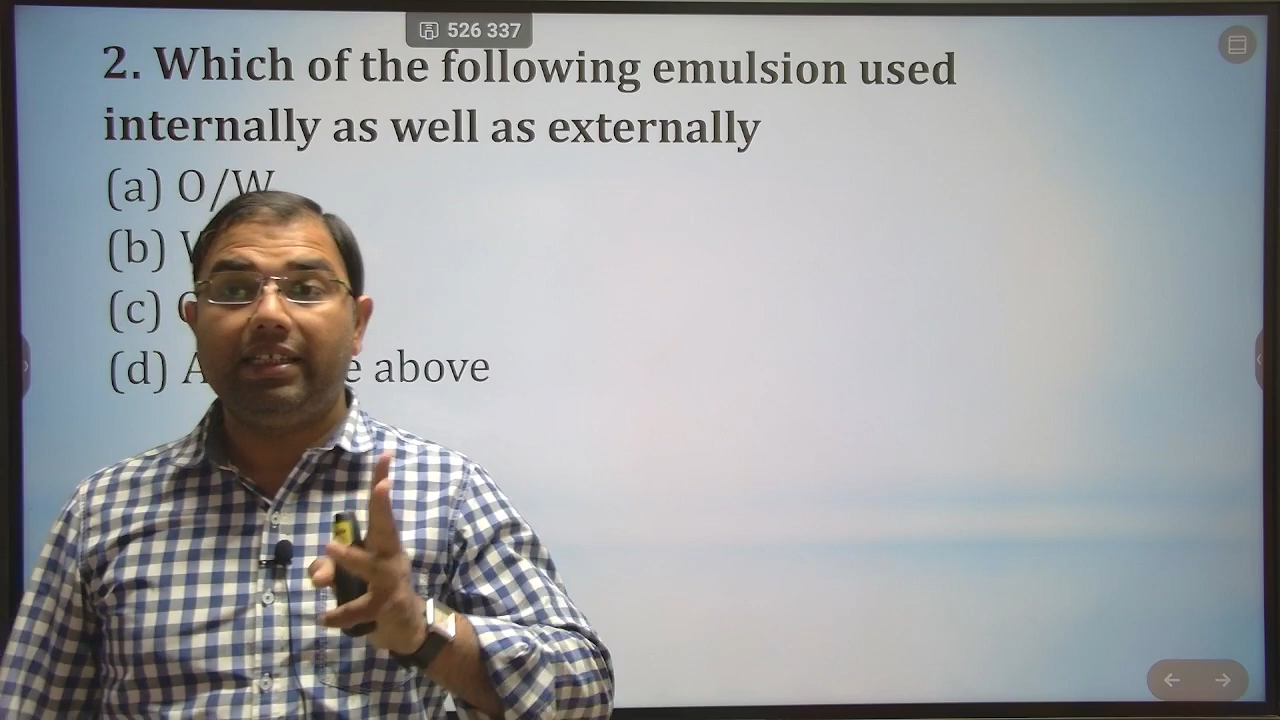 526 337
2. Which of the following emulsion used
internally as well as externally
(a) O/W
(b)
(c)
(d) above